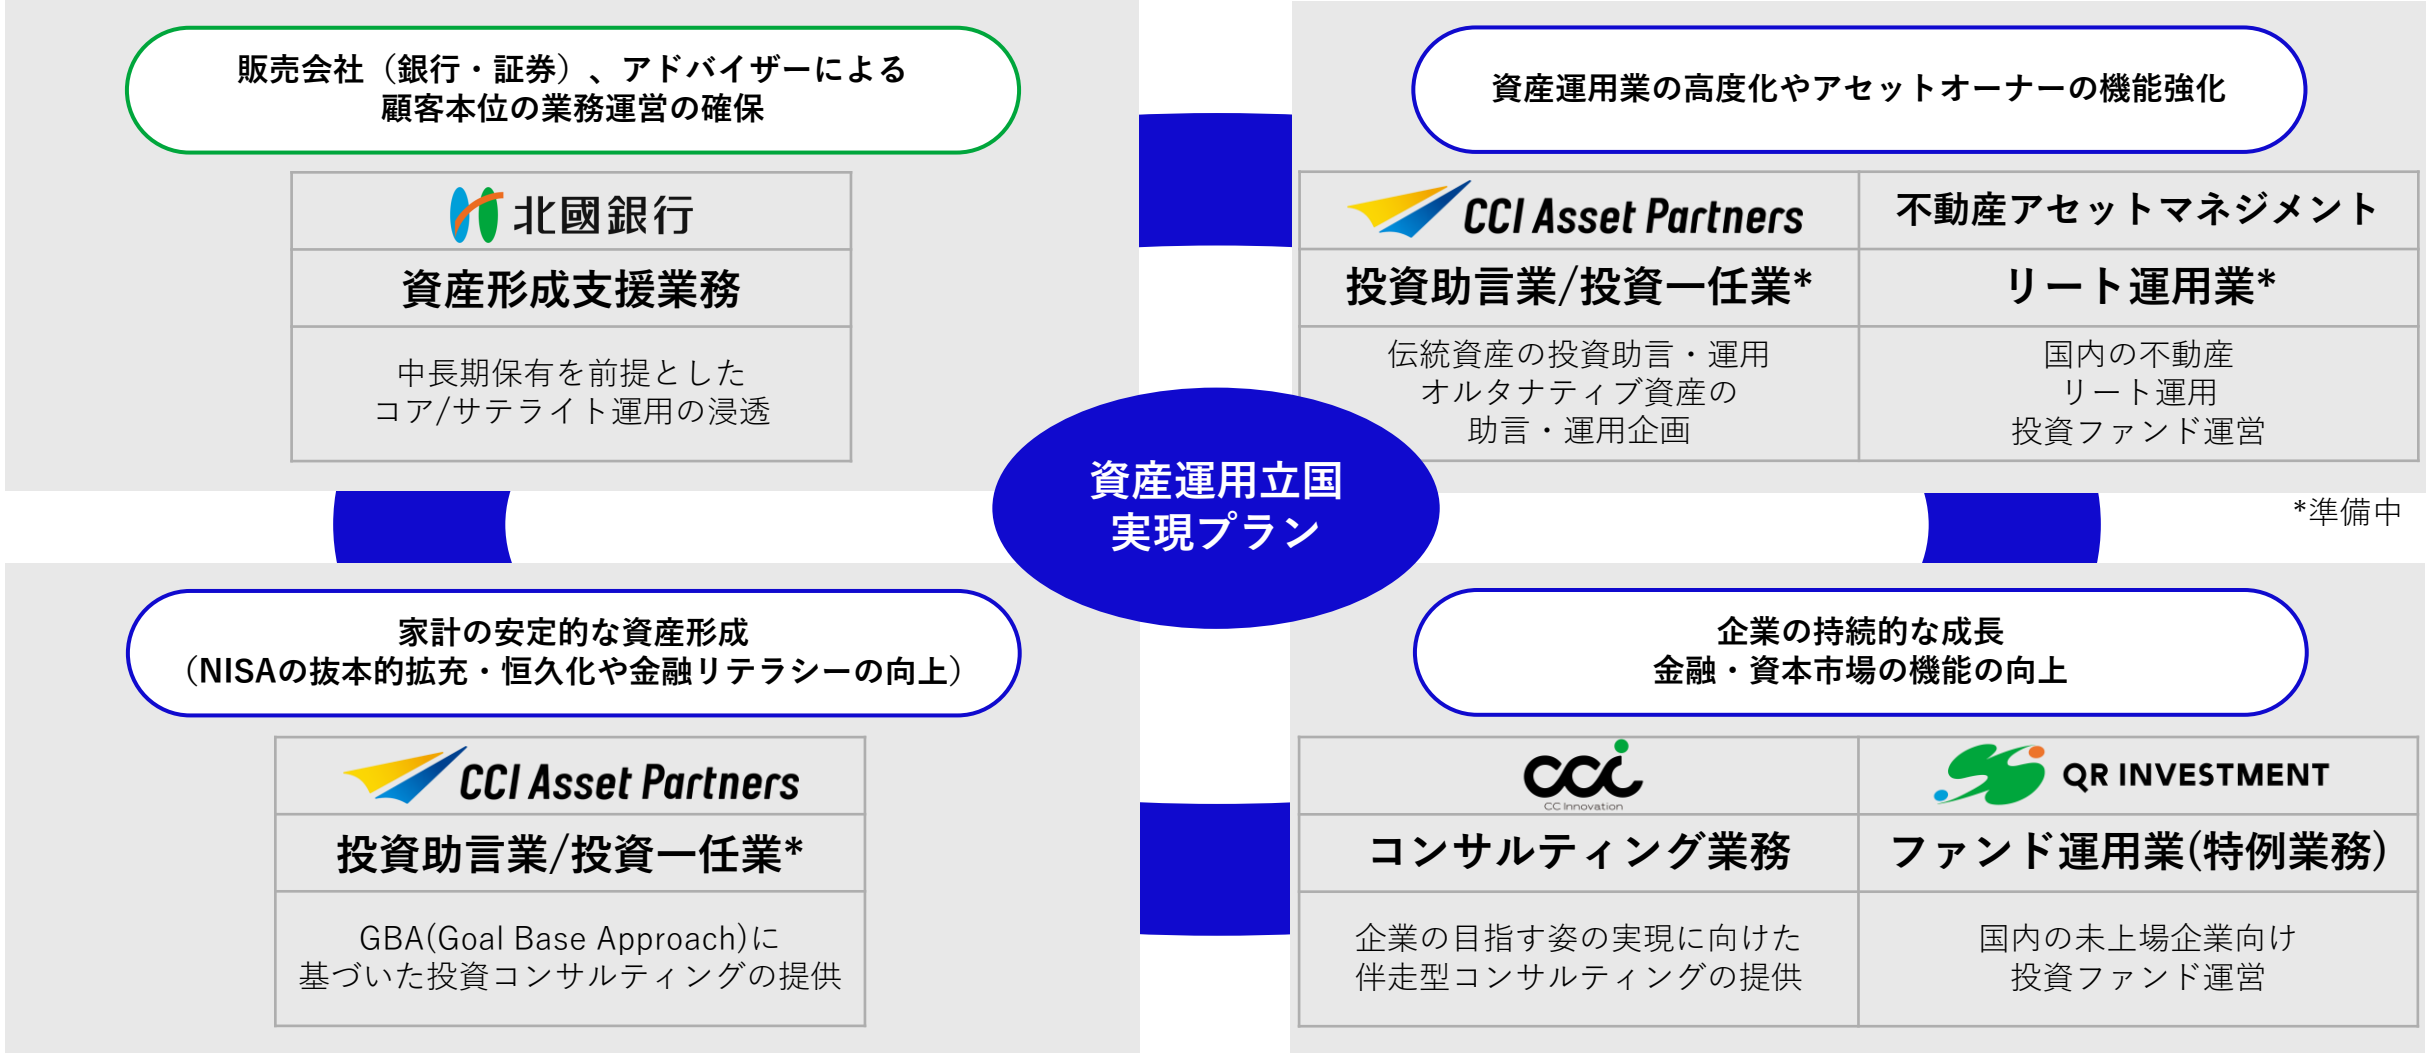 販売会社（銀行・証券）、アドバイザーによる
顧客本位の業務運営の確保
北國銀行
資産形成支援業務
中長期保有を前提とした
コア/サテライト運用の浸透
資産運用業の高度化やアセットオーナーの機能強化
CCI Asset Partners
投資助言業/投資一任業*
伝統資産の投資助言・運用
オルタナティブ資産の
助言・運用企画
不動産アセットマネジメント
リート運用業*
国内の不動産
リート運用
投資ファンド運営
*準備中
資産運用立国
実現プラン
家計の安定的な資産形成
（NISAの抜本的拡充・恒久化や金融リテラシーの向上）
CCI Asset Partners
投資助言業/投資一任業*
GBA(Goal Base Approach)に
基づいた投資コンサルティングの提供
企業の持続的な成長
金融・資本市場の機能の向上
cci
CC Innovation
コンサルティング業務
企業の目指す姿の実現に向けた
伴走型コンサルティングの提供
QR INVESTMENT
ファンド運用業(特例業務)
国内の未上場企業向け
投資ファンド運営